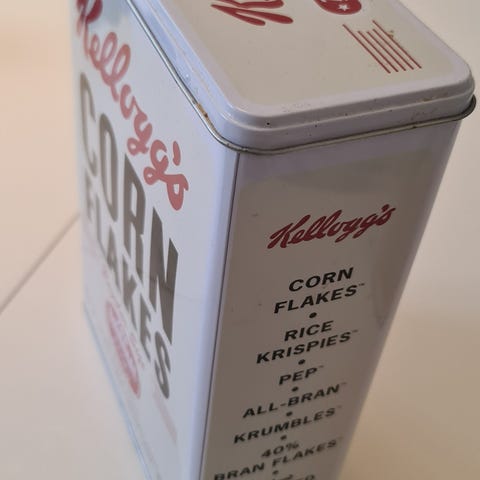 Kellogg's
CORN
FLAKES
Kellogg's
CORN
FLAKES™
•
RICE
KRISPIES™
•
PEP™
•
ALL-BRAN™
•
KRUMBLES™
•
40%
BRAN FLAKES™
•